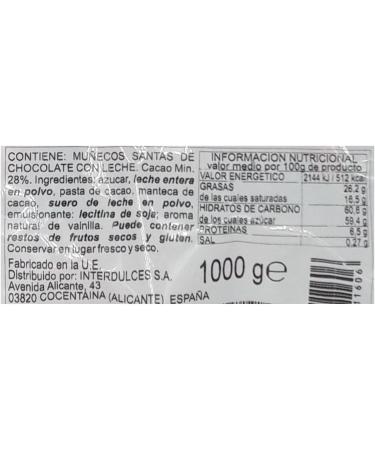 CONTIENE: MUÑECOS SANTAS DE
CHOCOLATE CON LECHE. Cacao Min.
28%. Ingredientes: azucar, leche entera
en polvo, pasta de cacao, manteca de
cacao, suero de leche en polvo,
emulsionante: lecitina de soja; aroma
natural de vainilla. Puede contener
restos de frutos secos y gluten.
Conservar en lugar fresco y seco.
Fabricado en la U.E.
Distribuido por: INTERDULCES S.A.
Avenida Alicante, 43
03820 COCENTAINA (ALICANTE) ESPAÑA
INFORMACION NUTRICIONAL
valor medio por 100g de producto
VALOR ENERGETICO 2144 kJ / 512 kcal
GRASAS 26,2 g
de las cuales saturadas 16,5 g
HIDRATOS DE CARBONO 60,6 g
de los cuales azúcar 59,4 g
PROTEINAS 6,5 g
SAL 0,27 g
1000 g e
11606